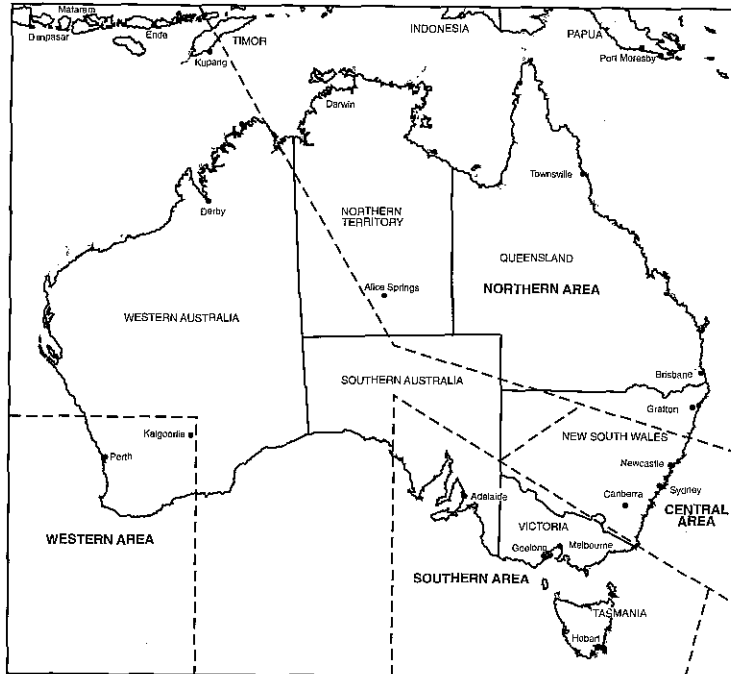 Mataram
Denpasar
Ende
TIMOR
Kupang
INDONESIA
PAPUA
Port Moresby
Darwin
Townsville
Derby
NORTHERN
TERRITORY
QUEENSLAND
Alice Springs
NORTHERN AREA
WESTERN AUSTRALIA
SOUTHERN AUSTRALIA
Brisbane
Grafton
Kalgoorlie
NEW SOUTH WALES
Perth
Newcastle
Adelaide
Canberra
Sydney
CENTRAL
AREA
WESTERN AREA
VICTORIA
Geelong
Melbourne
SOUTHERN AREA
TASMANIA
Hobart